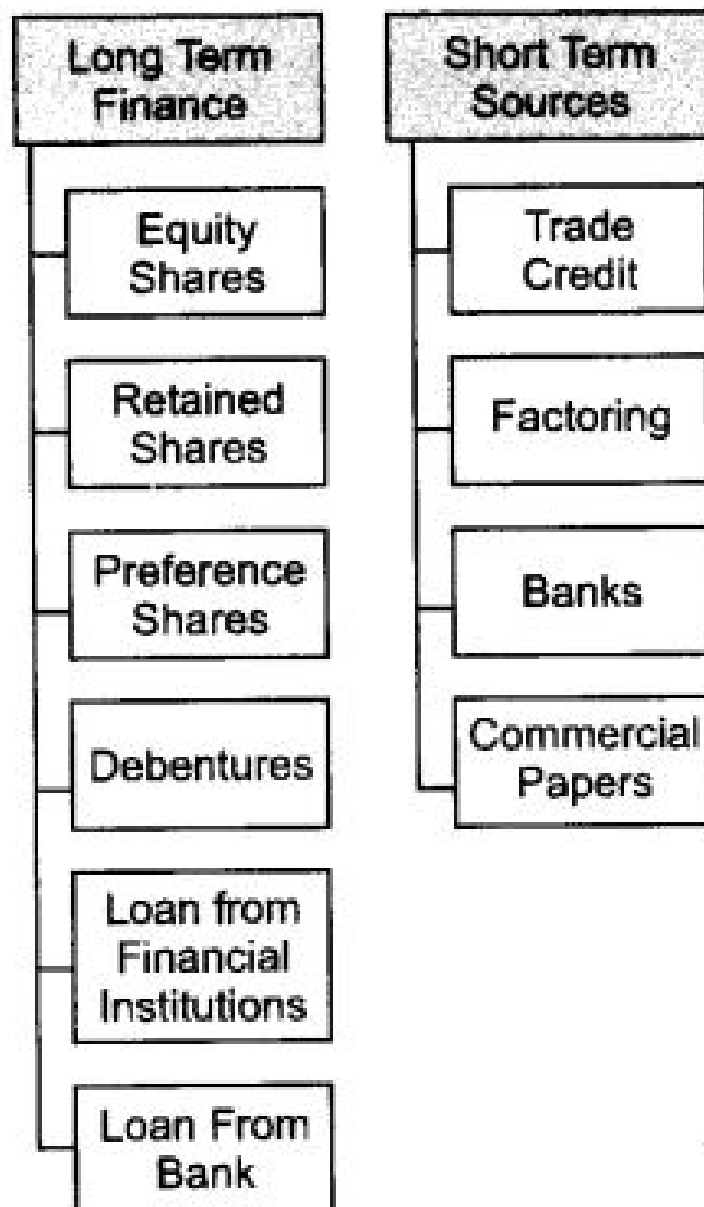 Long Term
Finance
Equity
Shares
Retained
Shares
Preference
Shares
Debentures
Loan from
Financial
Institutions
Loan From
Bank
Short Term
Sources
Trade
Credit
Factoring
Banks
Commercial
Papers